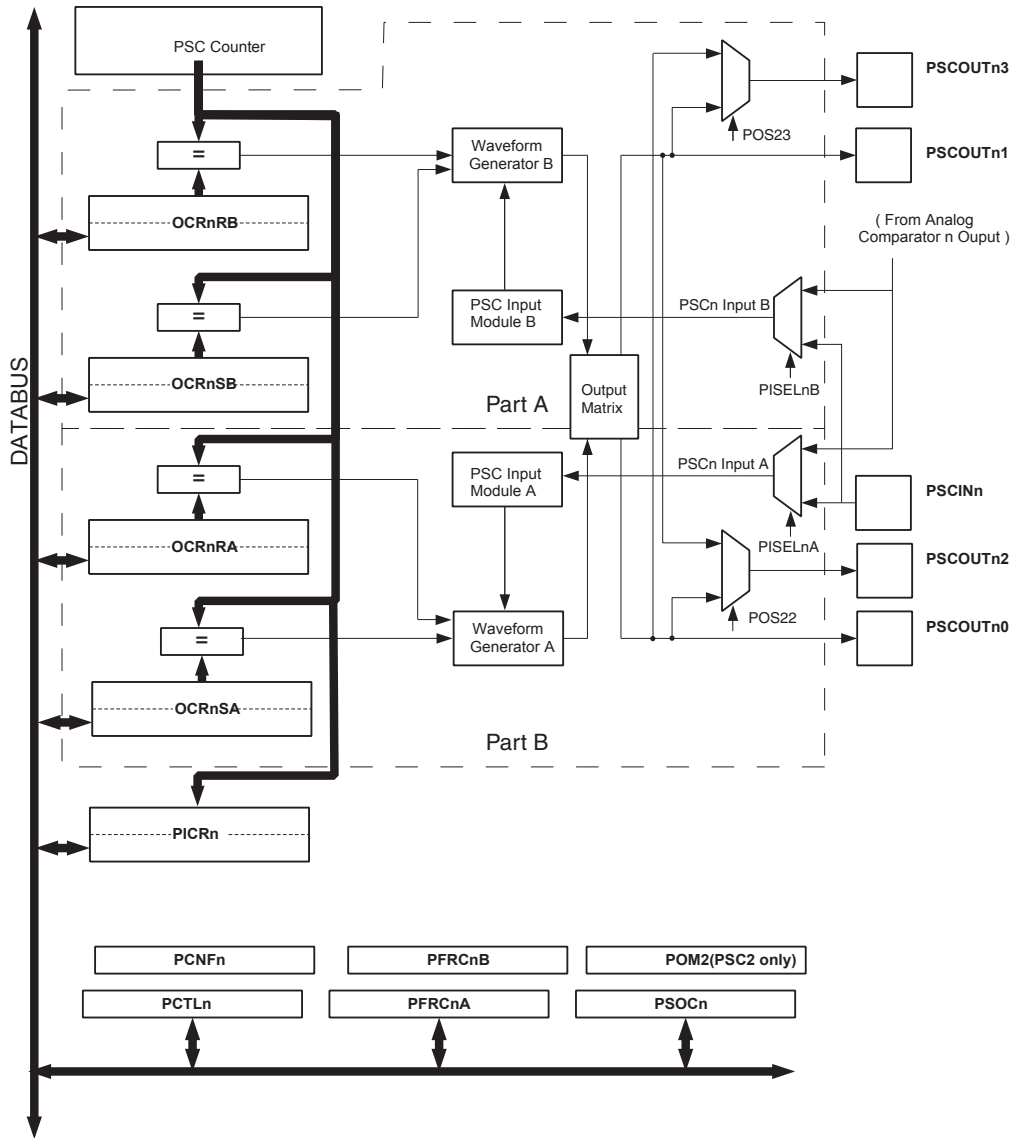 PSC Counter
PSCOUTn3
POS23
=
Waveform
Generator B
PSCOUTn1
OCRnRB
( From Analog
Comparator n Ouput )
=
PSC Input
Module B
PSCn Input B
OCRnSB
PISELnB
Output
Matrix
Part A
DATABUS
=
PSC Input
Module A
PSCn Input A
PSCINn
OCRnRA
PISELnA
PSCOUTn2
=
Waveform
Generator A
POS22
PSCOUTn0
OCRnSA
Part B
PICRn
PCNFn
PFRCnB
POM2(PSC2 only)
PCTLn
PFRCnA
PSOCn